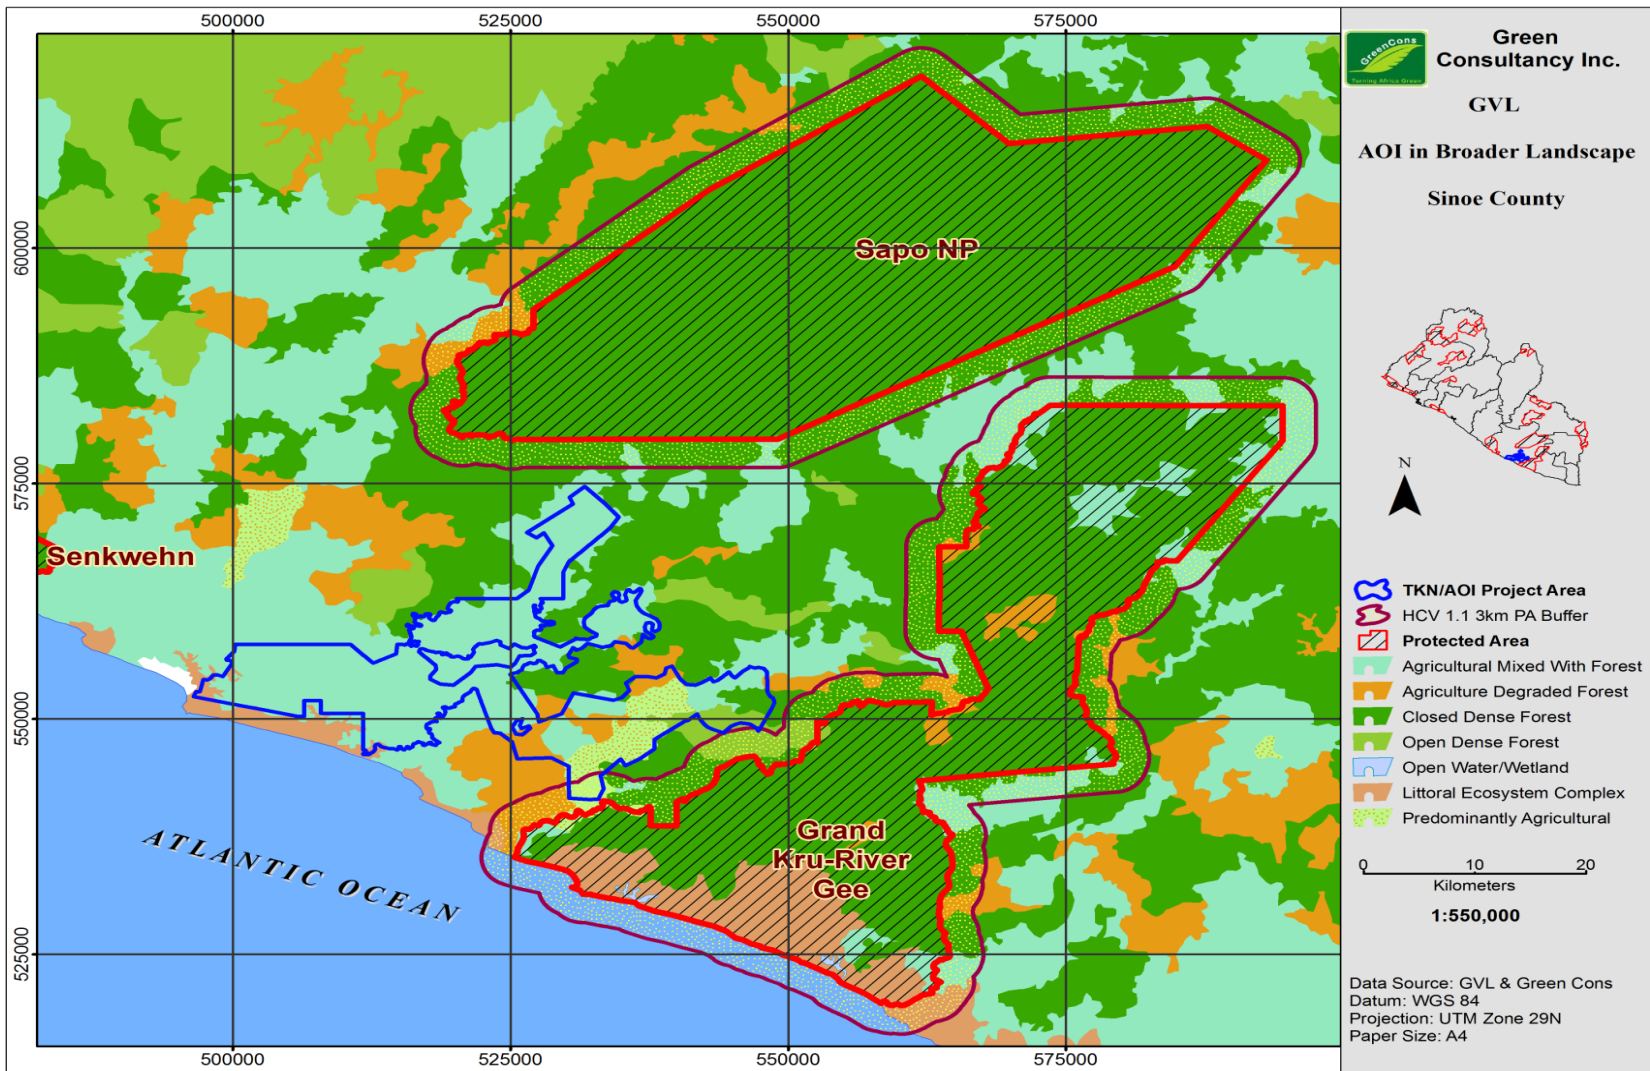 500000
525000
550000
575000
600000
575000
550000
525000
Sapo NP
Senkwehn
Grand
Kru-River
Gee
ATLANTIC OCEAN
500000
525000
550000
575000
GreenCons
Turning Africa Green
Green
Consultancy Inc.
GVL
AOI in Broader Landscape
Sinoe County
N
TKN/AOI Project Area
HCV 1.1 3km PA Buffer
Protected Area
Agricultural Mixed With Forest
Agriculture Degraded Forest
Closed Dense Forest
Open Dense Forest
Open Water/Wetland
Littoral Ecosystem Complex
Predominantly Agricultural
0 10 20
Kilometers
1:550,000
Data Source: GVL & Green Cons
Datum: WGS 84
Projection: UTM Zone 29N
Paper Size: A4